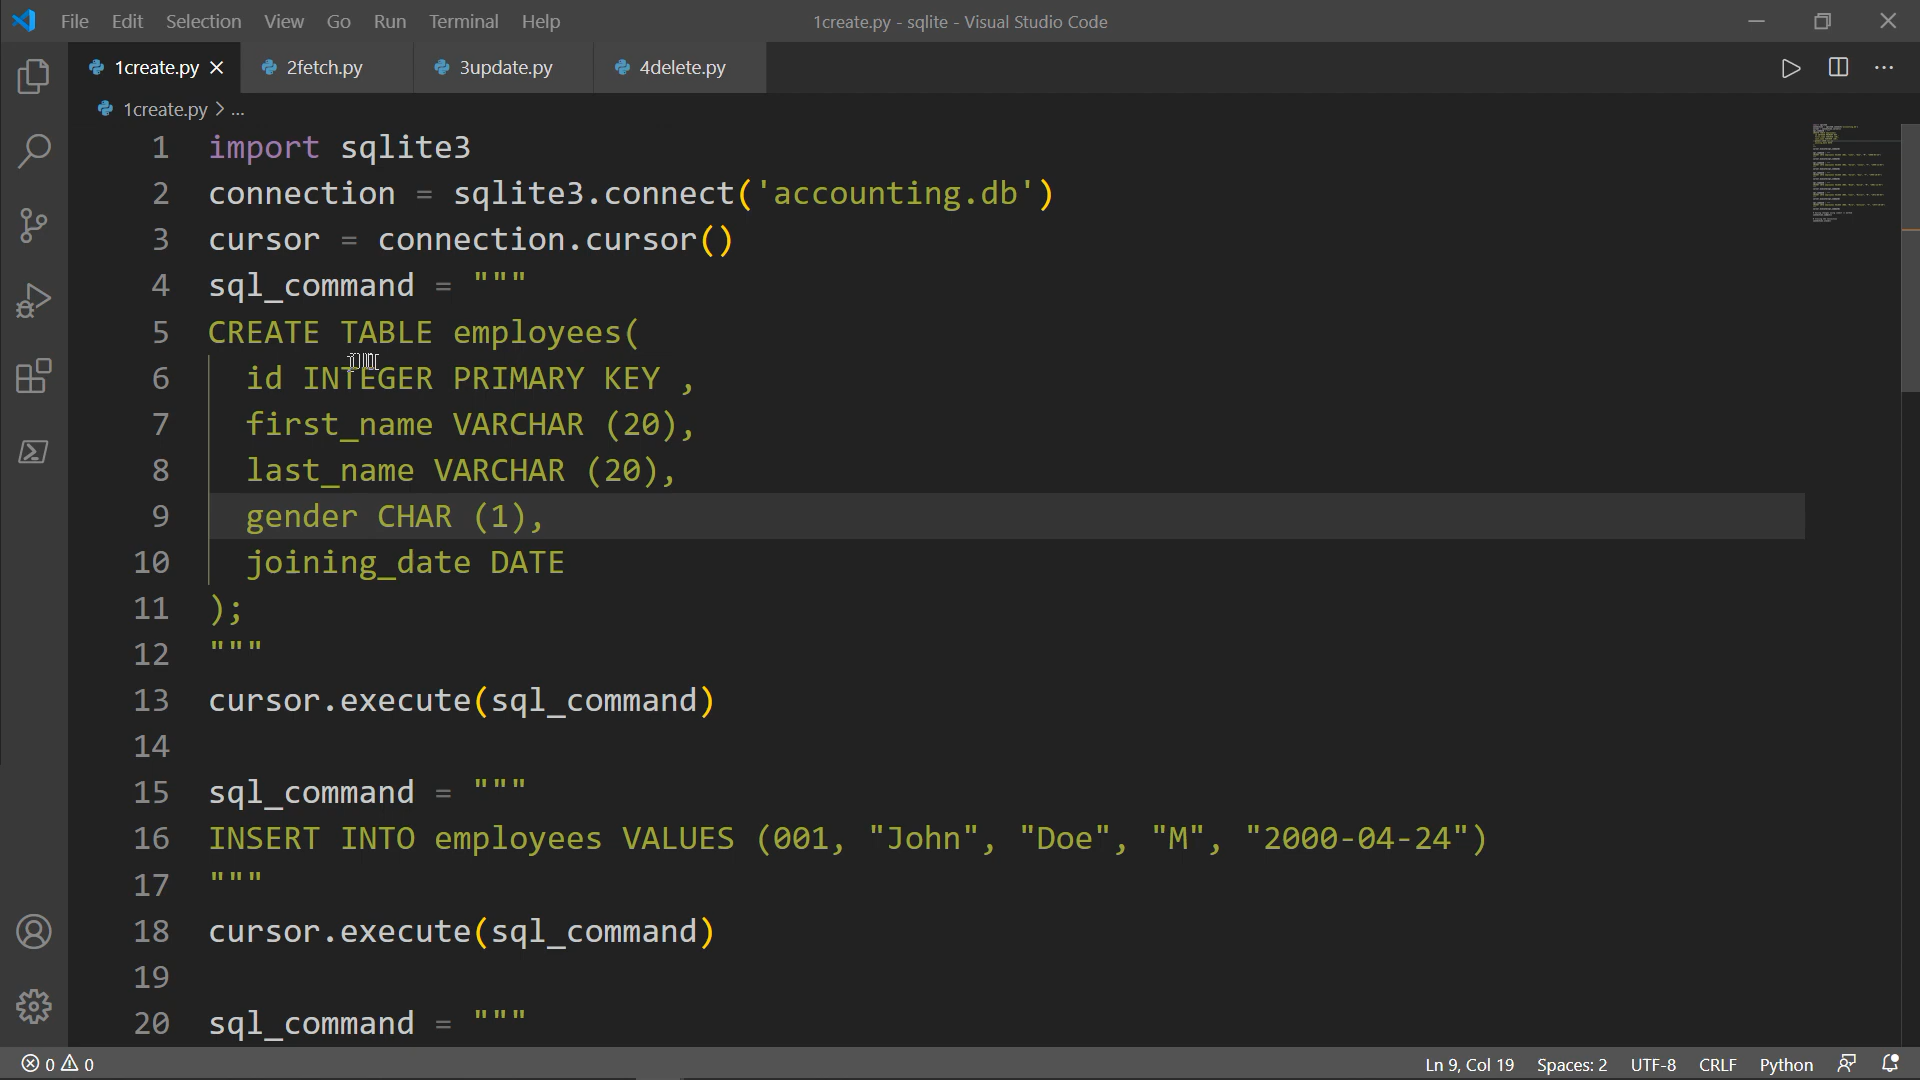 File Edit Selection View Go Run Terminal Help 1create.py - sqlite - Visual Studio Code
1create.py 2fetch.py 3update.py 4delete.py
1create.py > ...
1 import sqlite3
2 connection = sqlite3.connect('accounting.db')
3 cursor = connection.cursor()
4 sql_command = """
5 CREATE TABLE employees(
6 id INTEGER PRIMARY KEY ,
7 first_name VARCHAR (20),
8 last_name VARCHAR (20),
9 gender CHAR (1),
10 joining_date DATE
11 );
12 """
13 cursor.execute(sql_command)
14
15 sql_command = """
16 INSERT INTO employees VALUES (001, "John", "Doe", "M", "2000-04-24")
17 """
18 cursor.execute(sql_command)
19
20 sql_command = """
0 0 Ln 9, Col 19 Spaces: 2 UTF-8 CRLF Python